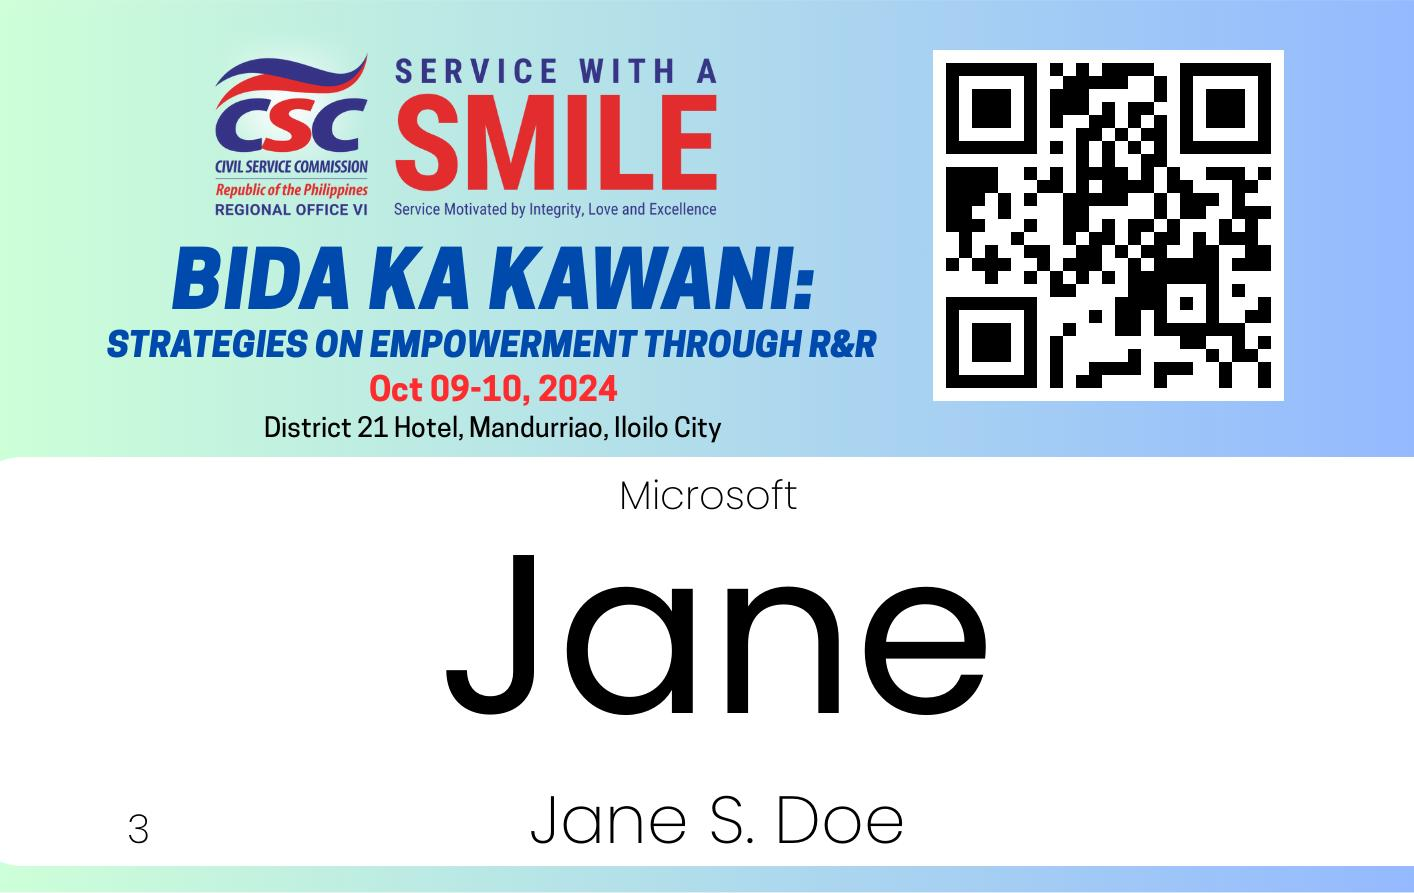 CSC
CIVIL SERVICE COMMISSION
Republic of the Philippines
REGIONAL OFFICE VI
SERVICE WITH A
SMILE
Service Motivated by Integrity, Love and Excellence
BIDA KA KAWANI:
STRATEGIES ON EMPOWERMENT THROUGH R&R
Oct 09-10, 2024
District 21 Hotel, Mandurriao, Iloilo City
Microsoft
Jane
Jane S. Doe
3